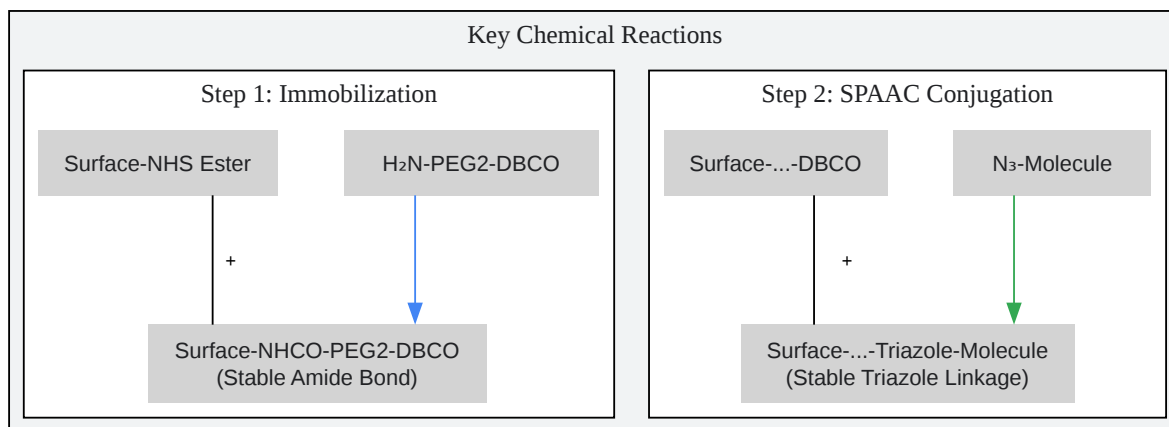 Key Chemical Reactions
Step 1: Immobilization
Surface-NHS Ester
H₂N-PEG2-DBCO
+
Surface-NHCO-PEG2-DBCO
(Stable Amide Bond)
Step 2: SPAAC Conjugation
Surface-...-DBCO
N₃-Molecule
+
Surface-...-Triazole-Molecule
(Stable Triazole Linkage)